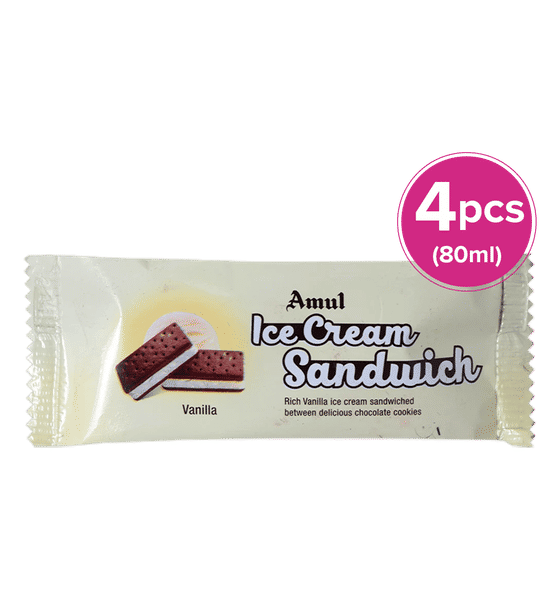 4pcs
(80ml)
Amul
Ice Cream
Sandwich
Vanilla
Rich Vanilla ice cream sandwiched
between delicious chocolate cookies